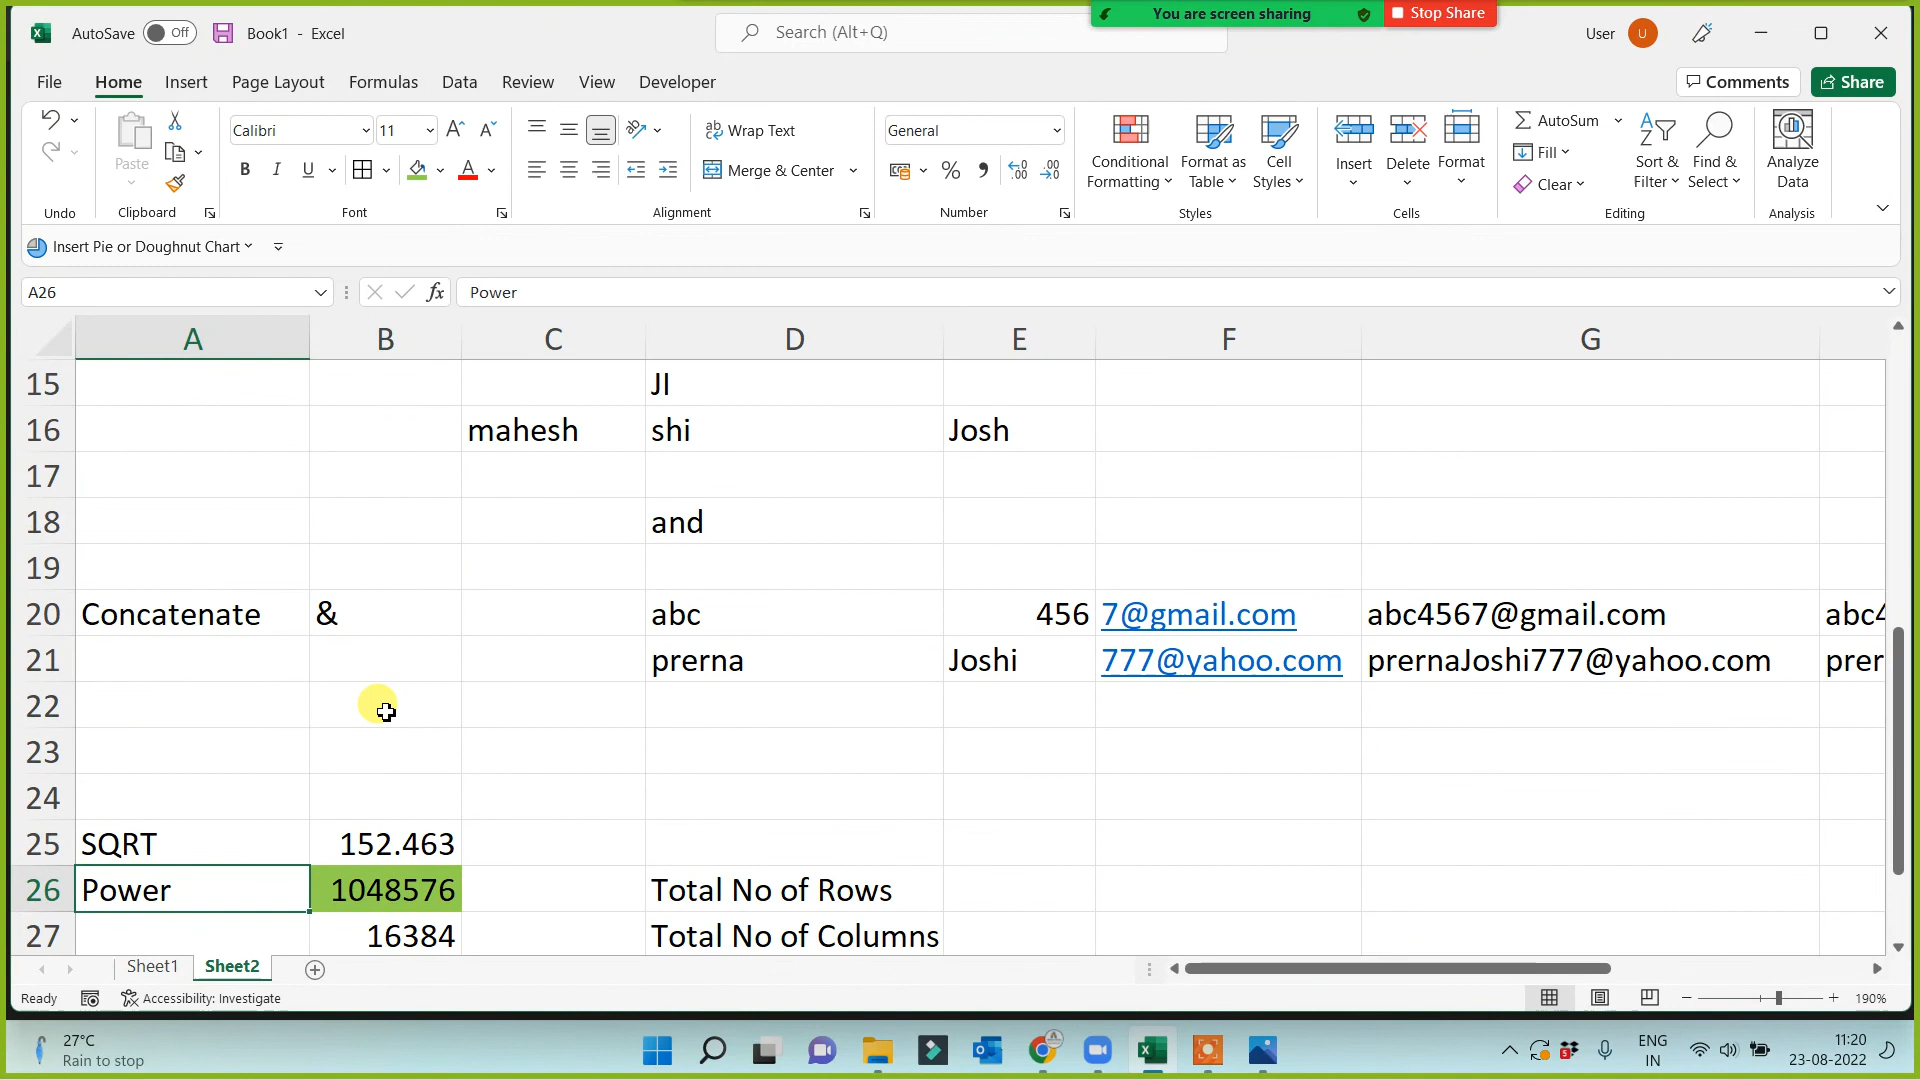 You are screen sharing
Stop Share
AutoSave Off Book1 - Excel
Search (Alt+Q)
User U
File Home Insert Page Layout Formulas Data Review View Developer
Comments Share
Paste
Calibri 11
Wrap Text
Merge & Center
General
Conditional Formatting
Format as Table
Cell Styles
Insert
Delete
Format
AutoSum
Fill
Clear
Sort & Filter
Find & Select
Analyze Data
Undo Clipboard Font Alignment Number Styles Cells Editing Analysis
Insert Pie or Doughnut Chart
A26 fx Power
A B C D E F G
15 JI
16 mahesh shi Josh
17
18 and
19
20 Concatenate & abc 456 7@gmail.com abc4567@gmail.com abc4
21 prerna Joshi 777@yahoo.com prernaJoshi777@yahoo.com prer
22
23
24
25 SQRT 152.463
26 Power 1048576 Total No of Rows
27 16384 Total No of Columns
Sheet1 Sheet2
Ready Accessibility: Investigate 190%
27°C
Rain to stop
ENG
IN
11:20
23-08-2022